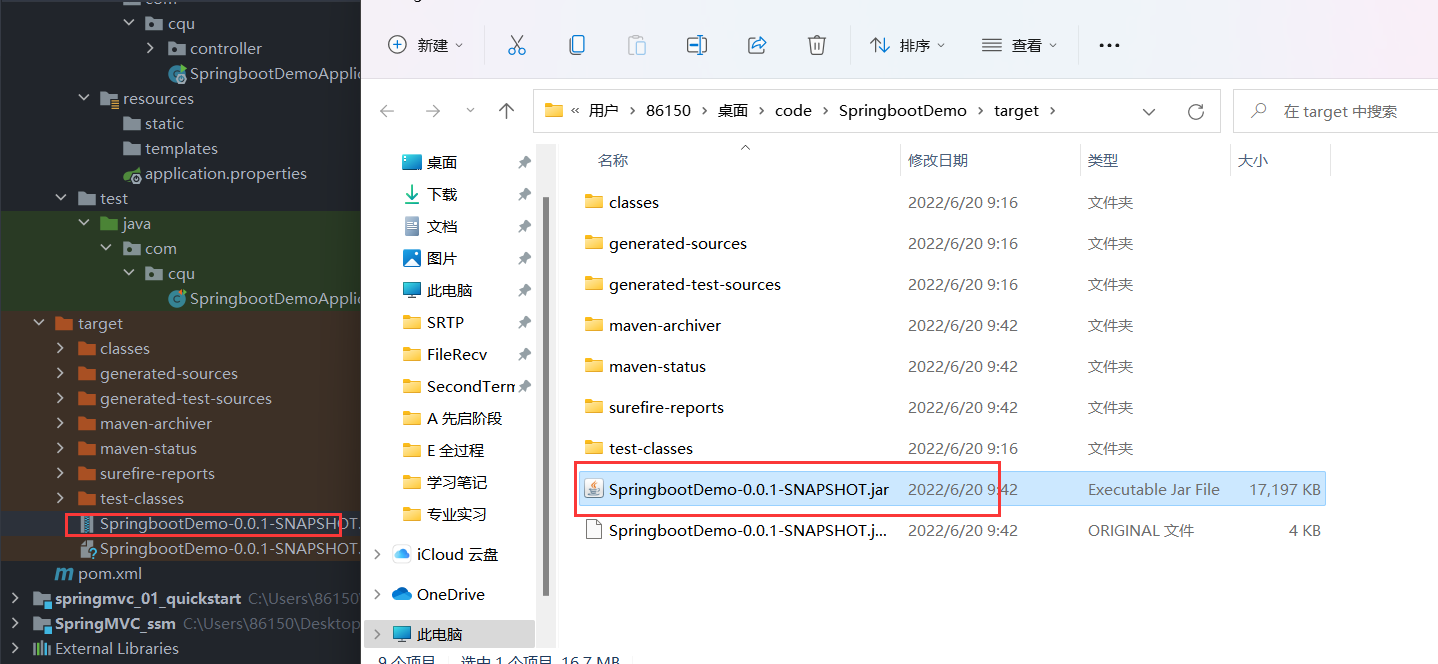 cqu
controller
SpringbootDemoApplic
resources
static
templates
application.properties
test
java
com
cqu
SpringbootDemoApplic
target
classes
generated-sources
generated-test-sources
maven-archiver
maven-status
surefire-reports
test-classes
SpringbootDemo-0.0.1-SNAPSHOT.
SpringbootDemo-0.0.1-SNAPSHOT.
pom.xml
springmvc_01_quickstart C:\Users\86150\
SpringMVC_ssm C:\Users\86150\Desktop
External Libraries
新建 排序 查看
« 用户 › 86150 › 桌面 › code › SpringbootDemo › target ›
在 target 中搜索
桌面
下载
文档
图片
此电脑
SRTP
FileRecv
SecondTerm
A 先启阶段
E 全过程
学习笔记
专业实习
iCloud 云盘
OneDrive
此电脑
名称 修改日期 类型 大小
classes 2022/6/20 9:16 文件夹
generated-sources 2022/6/20 9:16 文件夹
generated-test-sources 2022/6/20 9:16 文件夹
maven-archiver 2022/6/20 9:42 文件夹
maven-status 2022/6/20 9:42 文件夹
surefire-reports 2022/6/20 9:42 文件夹
test-classes 2022/6/20 9:16 文件夹
SpringbootDemo-0.0.1-SNAPSHOT.jar 2022/6/20 9:42 Executable Jar File 17,197 KB
SpringbootDemo-0.0.1-SNAPSHOT.j... 2022/6/20 9:42 ORIGINAL 文件 4 KB
9 个项目 选中 1 个项目 16.7 MB